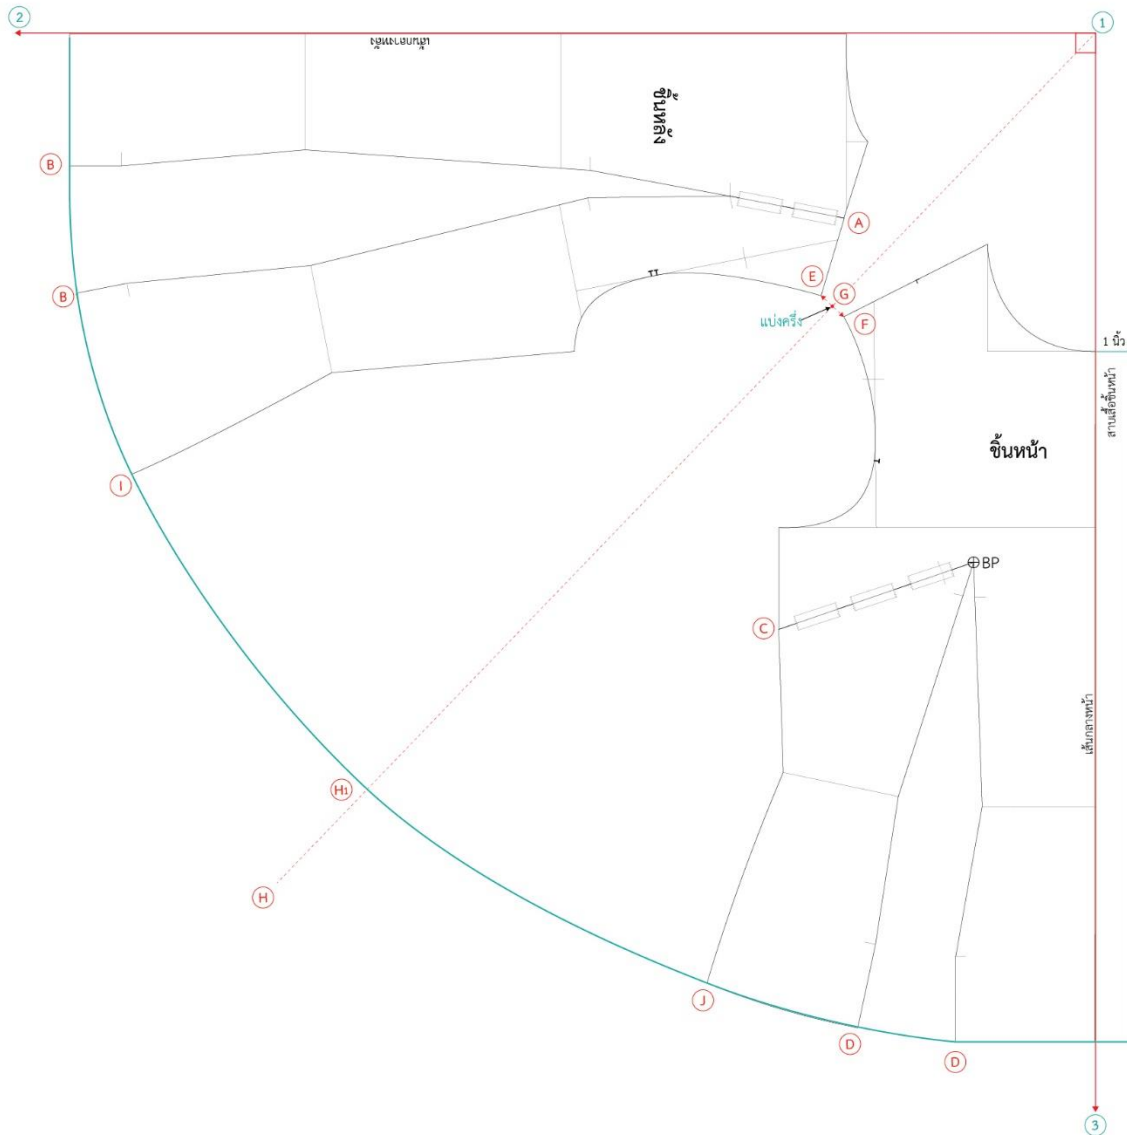 2
1
ชิ้นหลัง
B
A
B
E
G
F
แบ่งครึ่ง
1 นิ้ว
สาบเสื้อชิ้นหน้า
ชิ้นหน้า
I
BP
C
เส้นกลางหน้า
H1
H
J
D
D
3